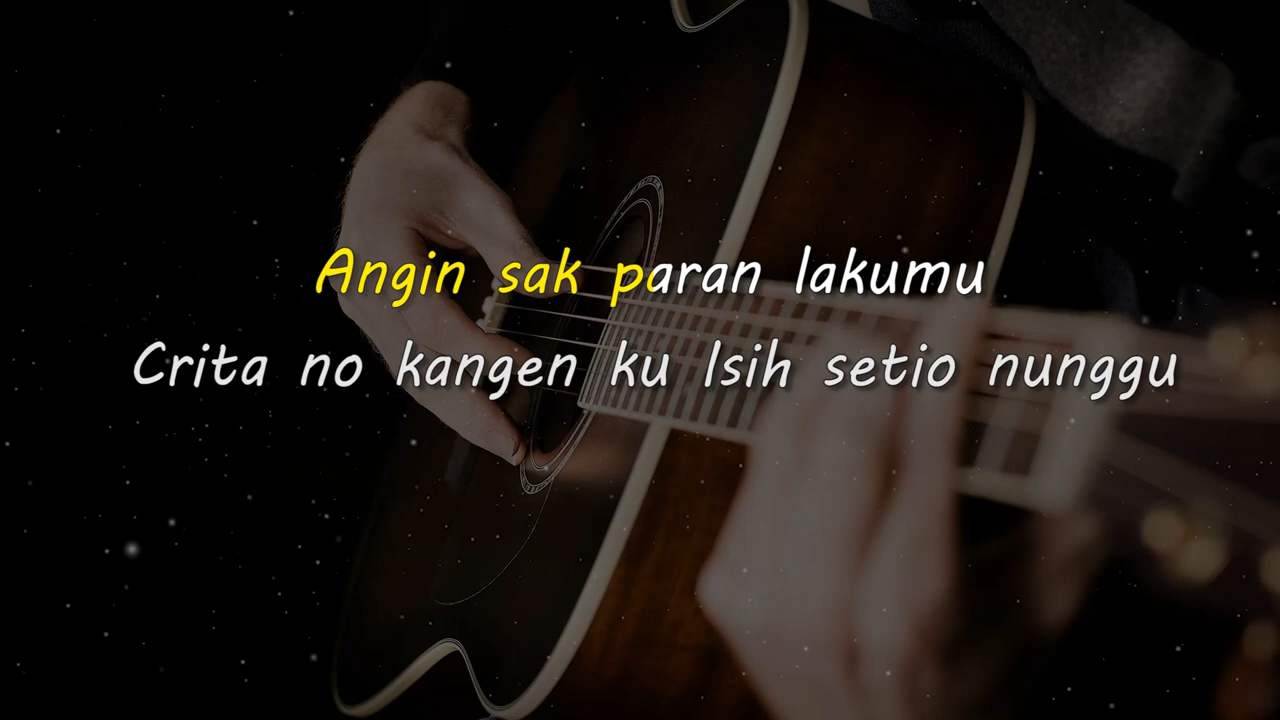 Angin sak paran lakumu
Crita no kangen ku Isih setio nunggu